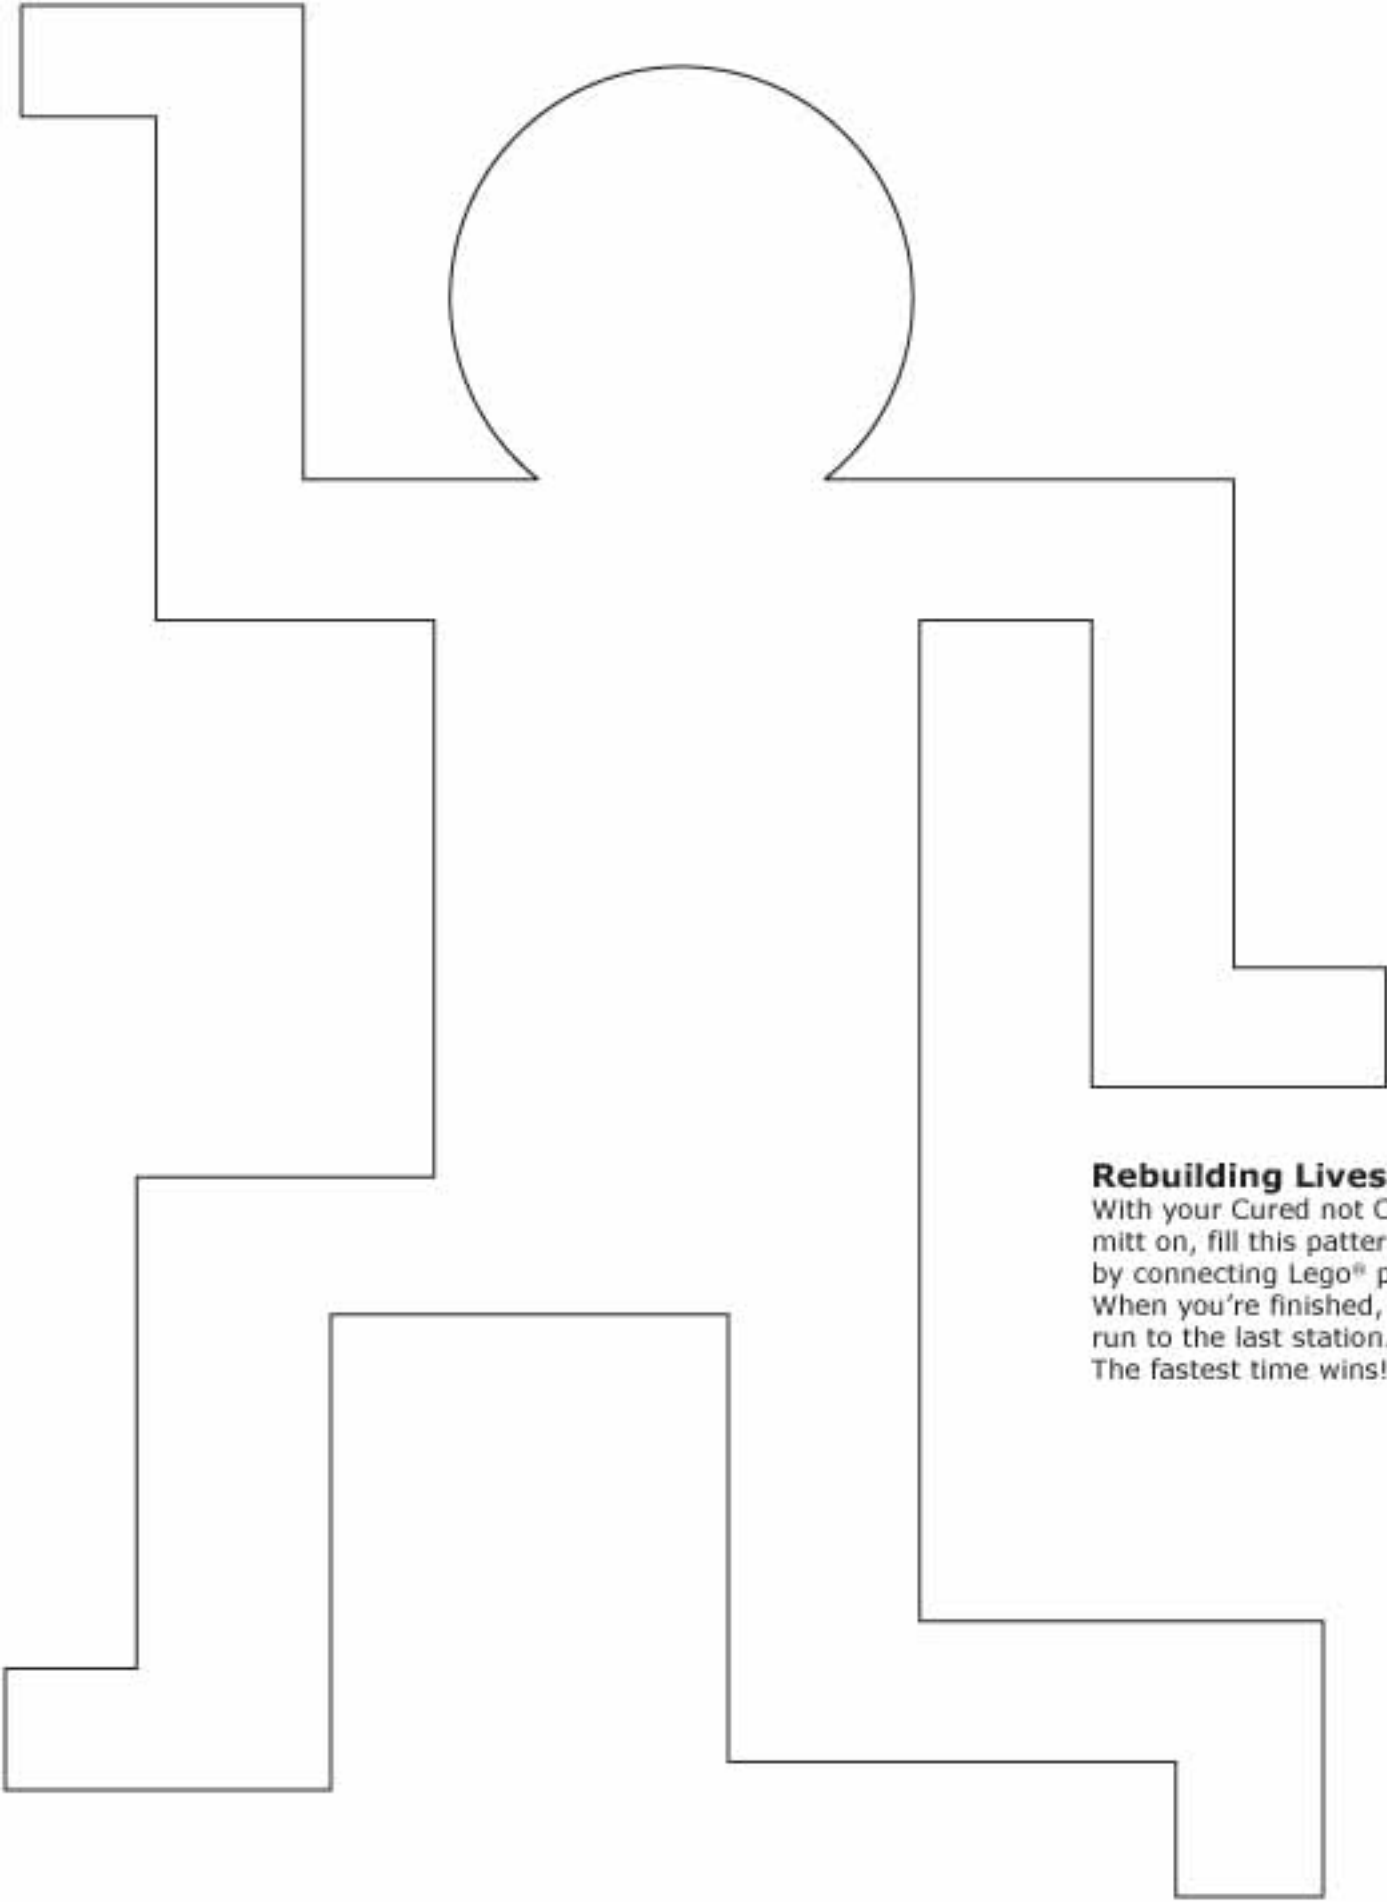 Rebuilding Lives
With your Cured not
mitt on, fill this
by connecting Lego®
When you're finished,
run to the last station.
The fastest time wins!